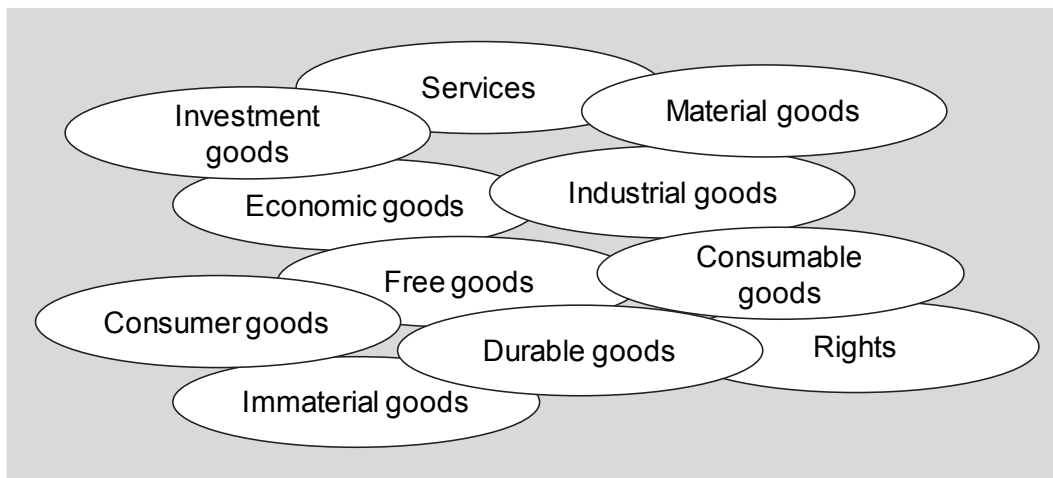 Services
Material goods
Investment
goods
Industrial goods
Economic goods
Consumable
goods
Free goods
Consumer goods
Rights
Durable goods
Immaterial goods